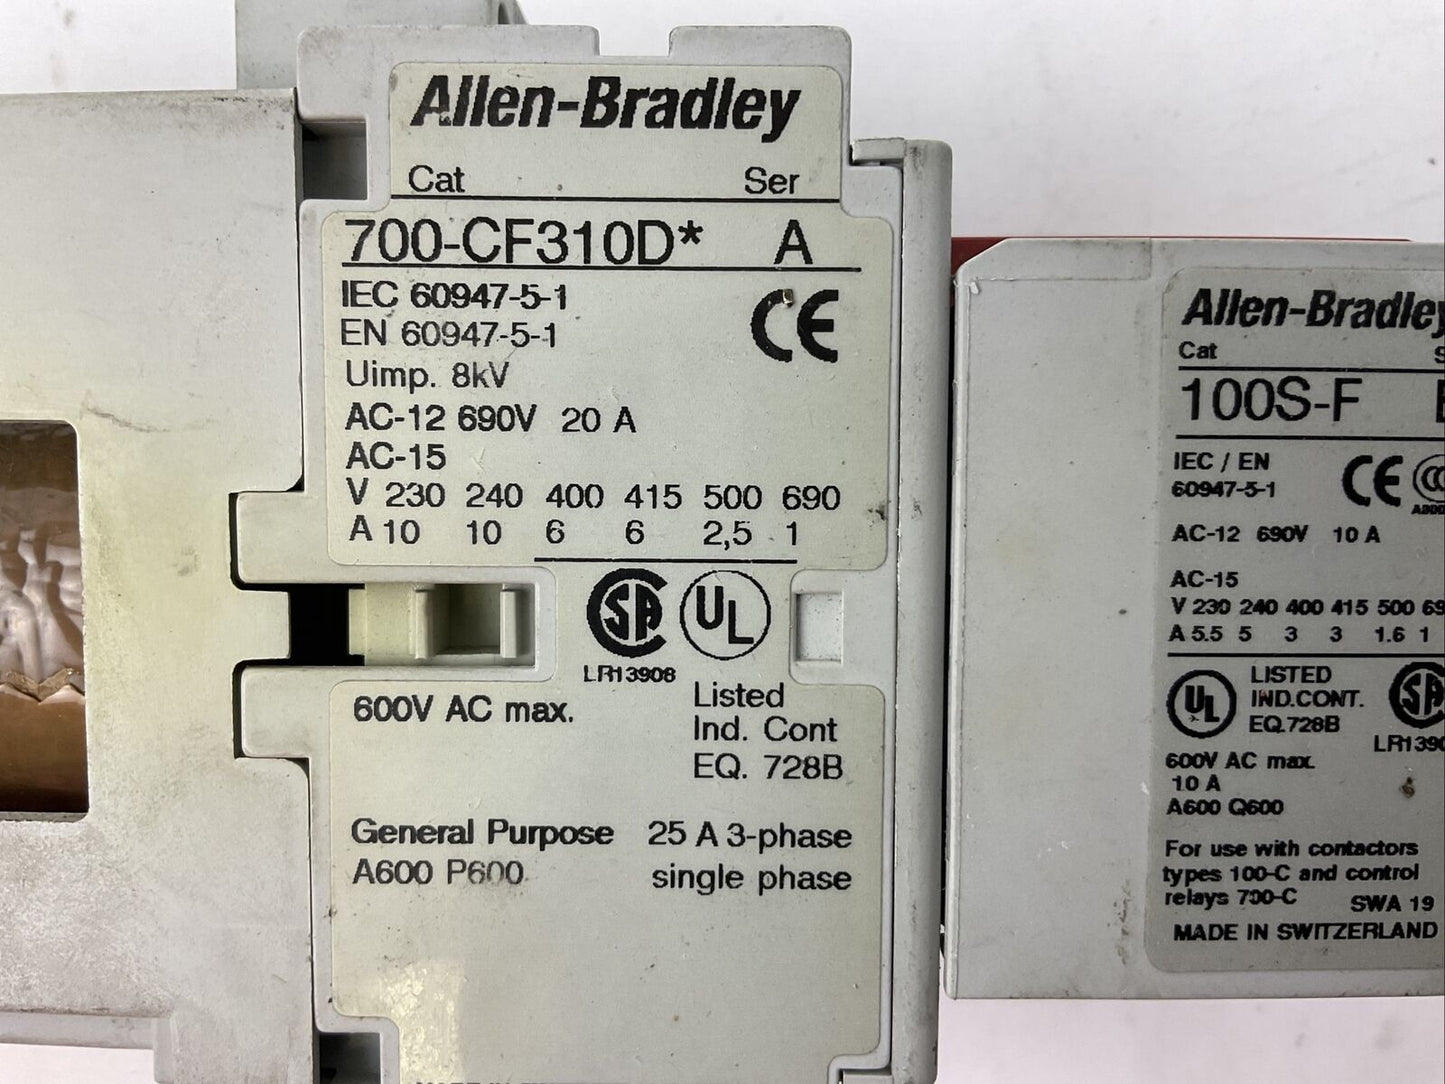 Allen-Bradley
Cat Ser
700-CF310D* A
IEC 60947-5-1
EN 60947-5-1
CE
Uimp. 8kV
AC-12 690V 20 A
AC-15
V 230 240 400 415 500 690
A 10 10 6 6 2,5 1
SA UL
LR13908
600V AC max.
Listed
Ind. Cont
EQ. 728B
General Purpose 25 A 3-phase
A600 P600 single phase
Allen-Bradley
Cat
100S-F
IEC / EN
60947-5-1
CE
AC-12 690V 10 A
AC-15
V 230 240 400 415 500
A 5.5 5 3 3 1.6 1
UL LISTED
IND.CONT.
EQ.728B
SA
600V AC max.
10 A
A600 Q600
For use with contactors
types 100-C and control
relays 700-C SWA 19
MADE IN SWITZERLAND